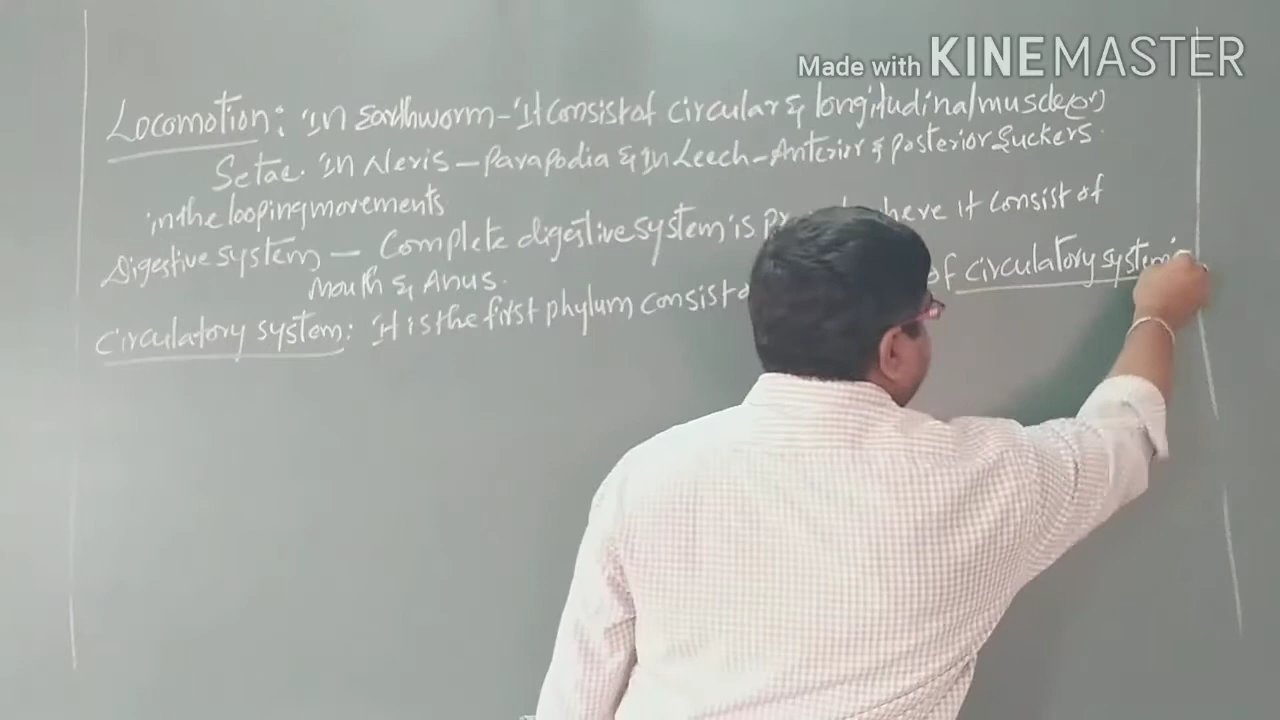 Made with KINEMASTER
Locomotion: In Earthworm - It consist of circular & longitudinal muscle (or)
Setae. In Neris - Parapodia & In Leech - Anterior & posterior Suckers
in the looping movements
Digestive system - Complete digestive system is here it consist of
Mouth & Anus.
Circulatory system: It is the first phylum consist of circulatory system